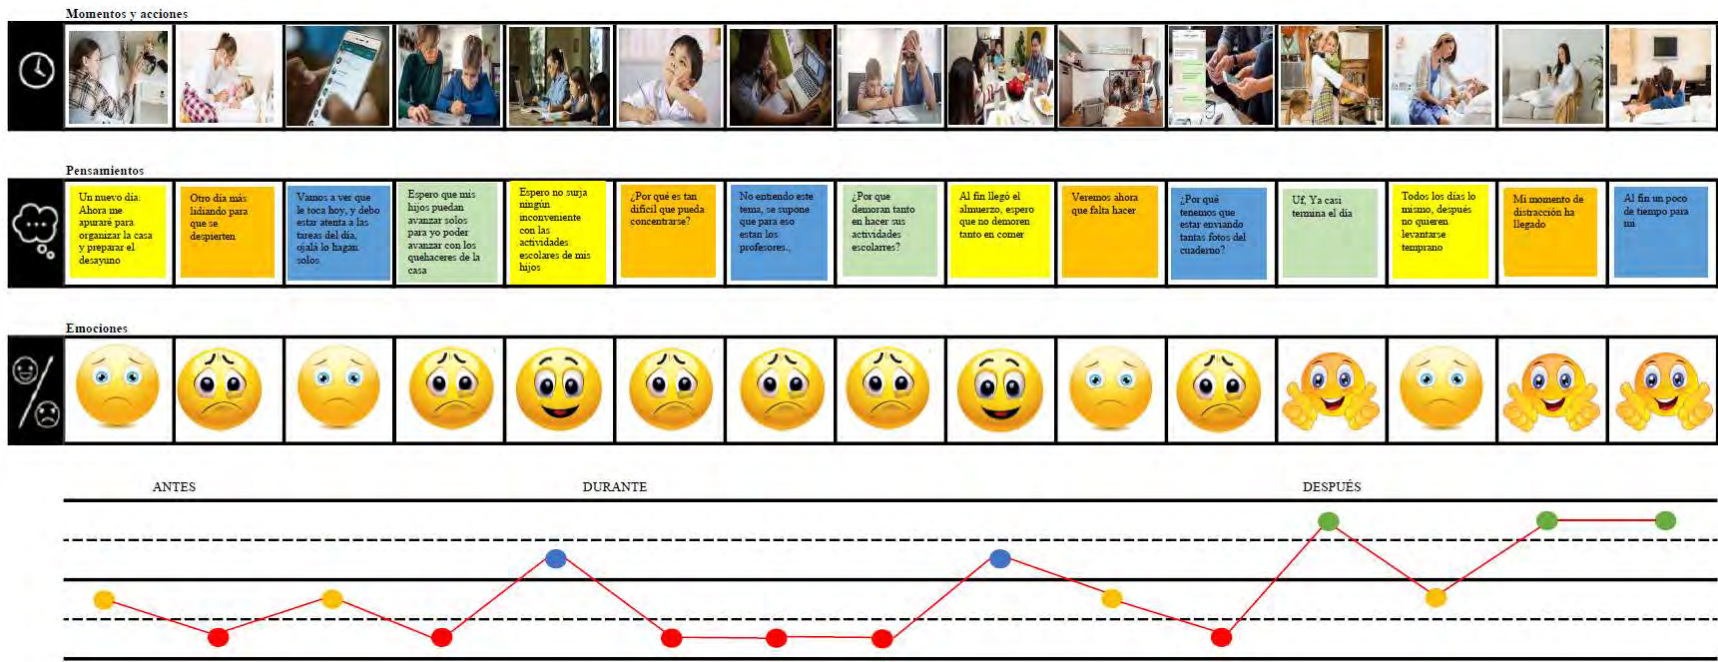 Momentos y acciones
Pensamientos
Un nuevo día.
Ahora me
apuraré para
organizar la casa
y preparar el
desayuno
Otro día más
lidiando para
que se
despierten
Vamos a ver que
le toca hoy, y debo
estar atenta a las
tareas del día,
ojalá lo hagan
solos
Espero que mis
hijos puedan
avanzar solos
para yo poder
avanzar con los
quehaceres de la
casa
Espero no surja
ningún
inconveniente
con las
actividades
escolares de mis
hijos
¿Por qué es tan
difícil que pueda
concentrarse?
No entiendo este
tema, se supone
que para eso
estan los
profesores..
¿Por que
demoran tanto
en hacer sus
actividades
escolarres?
Al fin llegó el
almuerzo, espero
que no demoren
tanto en comer
Veremos ahora
que falta hacer
¿Por qué
tenemos que
estar enviando
tantas fotos del
cuaderno?
Uf, Ya casi
termina el día
Todos los días lo
mismo, después
no quieren
levantarse
temprano
Mi momento de
distracción ha
llegado
Al fin un poco
de tiempo para
mi
Emociones
ANTES
DURANTE
DESPUÉS